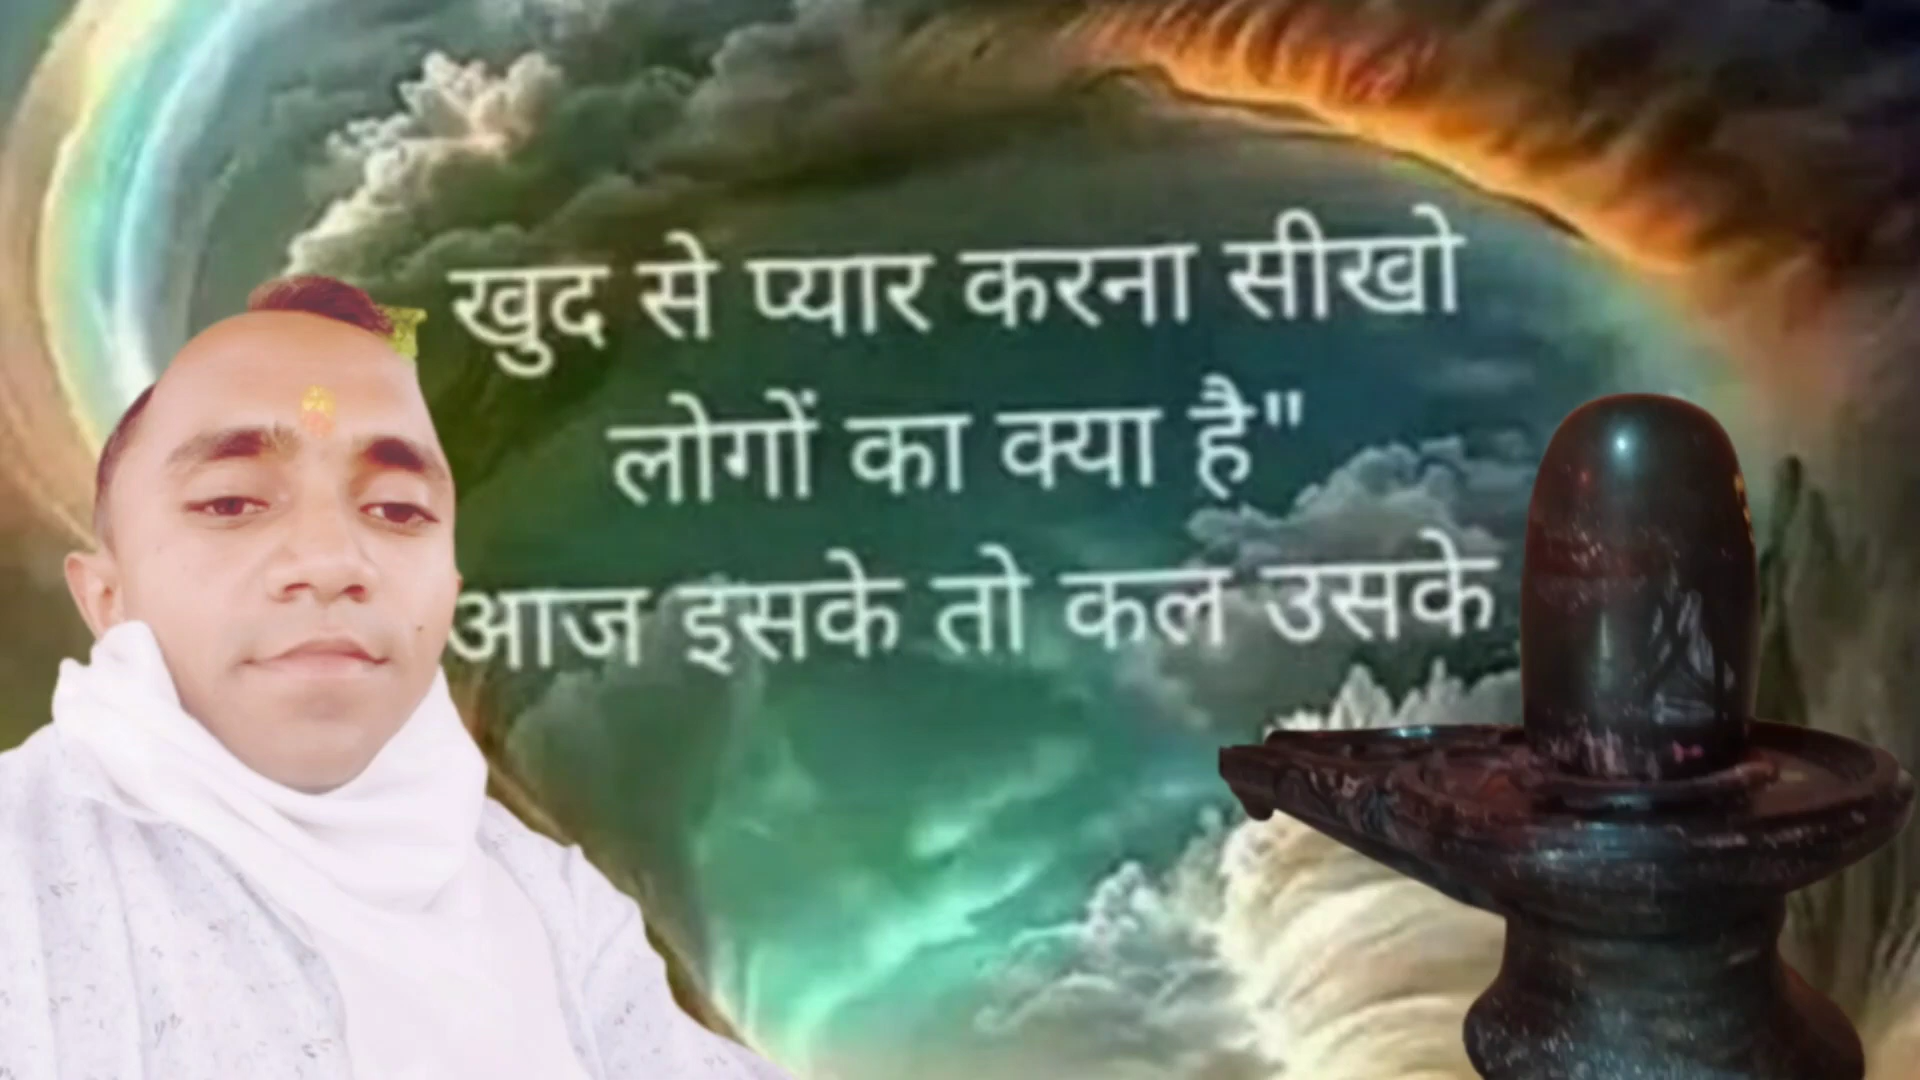 खुद से प्यार करना सीखो
लोगों का क्या है"
आज इसके तो कल उसके